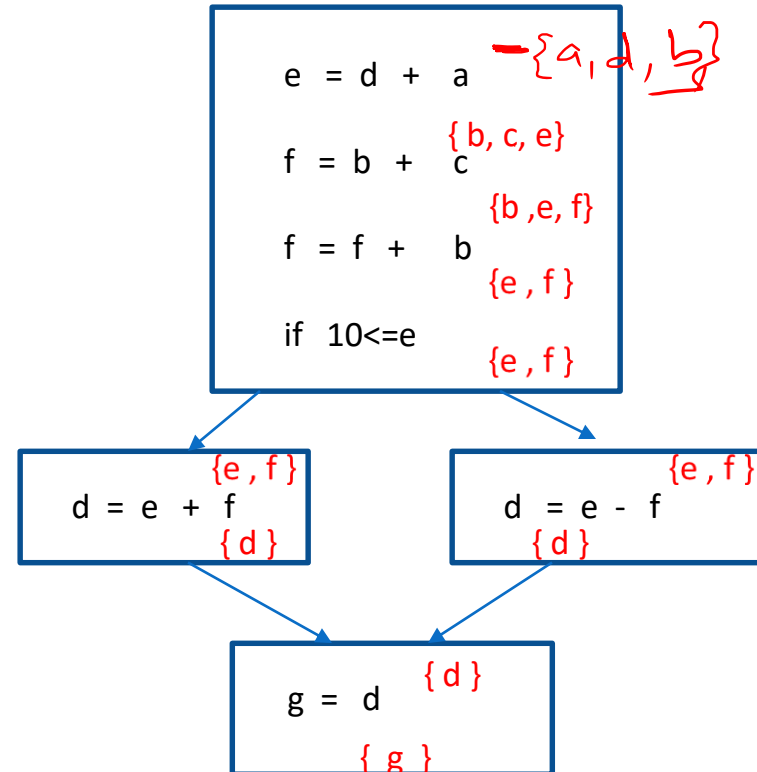 e = d + a
-{a, d, b}
{ b, c, e}
f = b + c
{b ,e, f}
f = f + b
{e , f }
if 10<=e
{e , f }
{e , f }
d = e + f
{ d }
{e , f }
d = e - f
{ d }
{ d }
g = d
{ g }